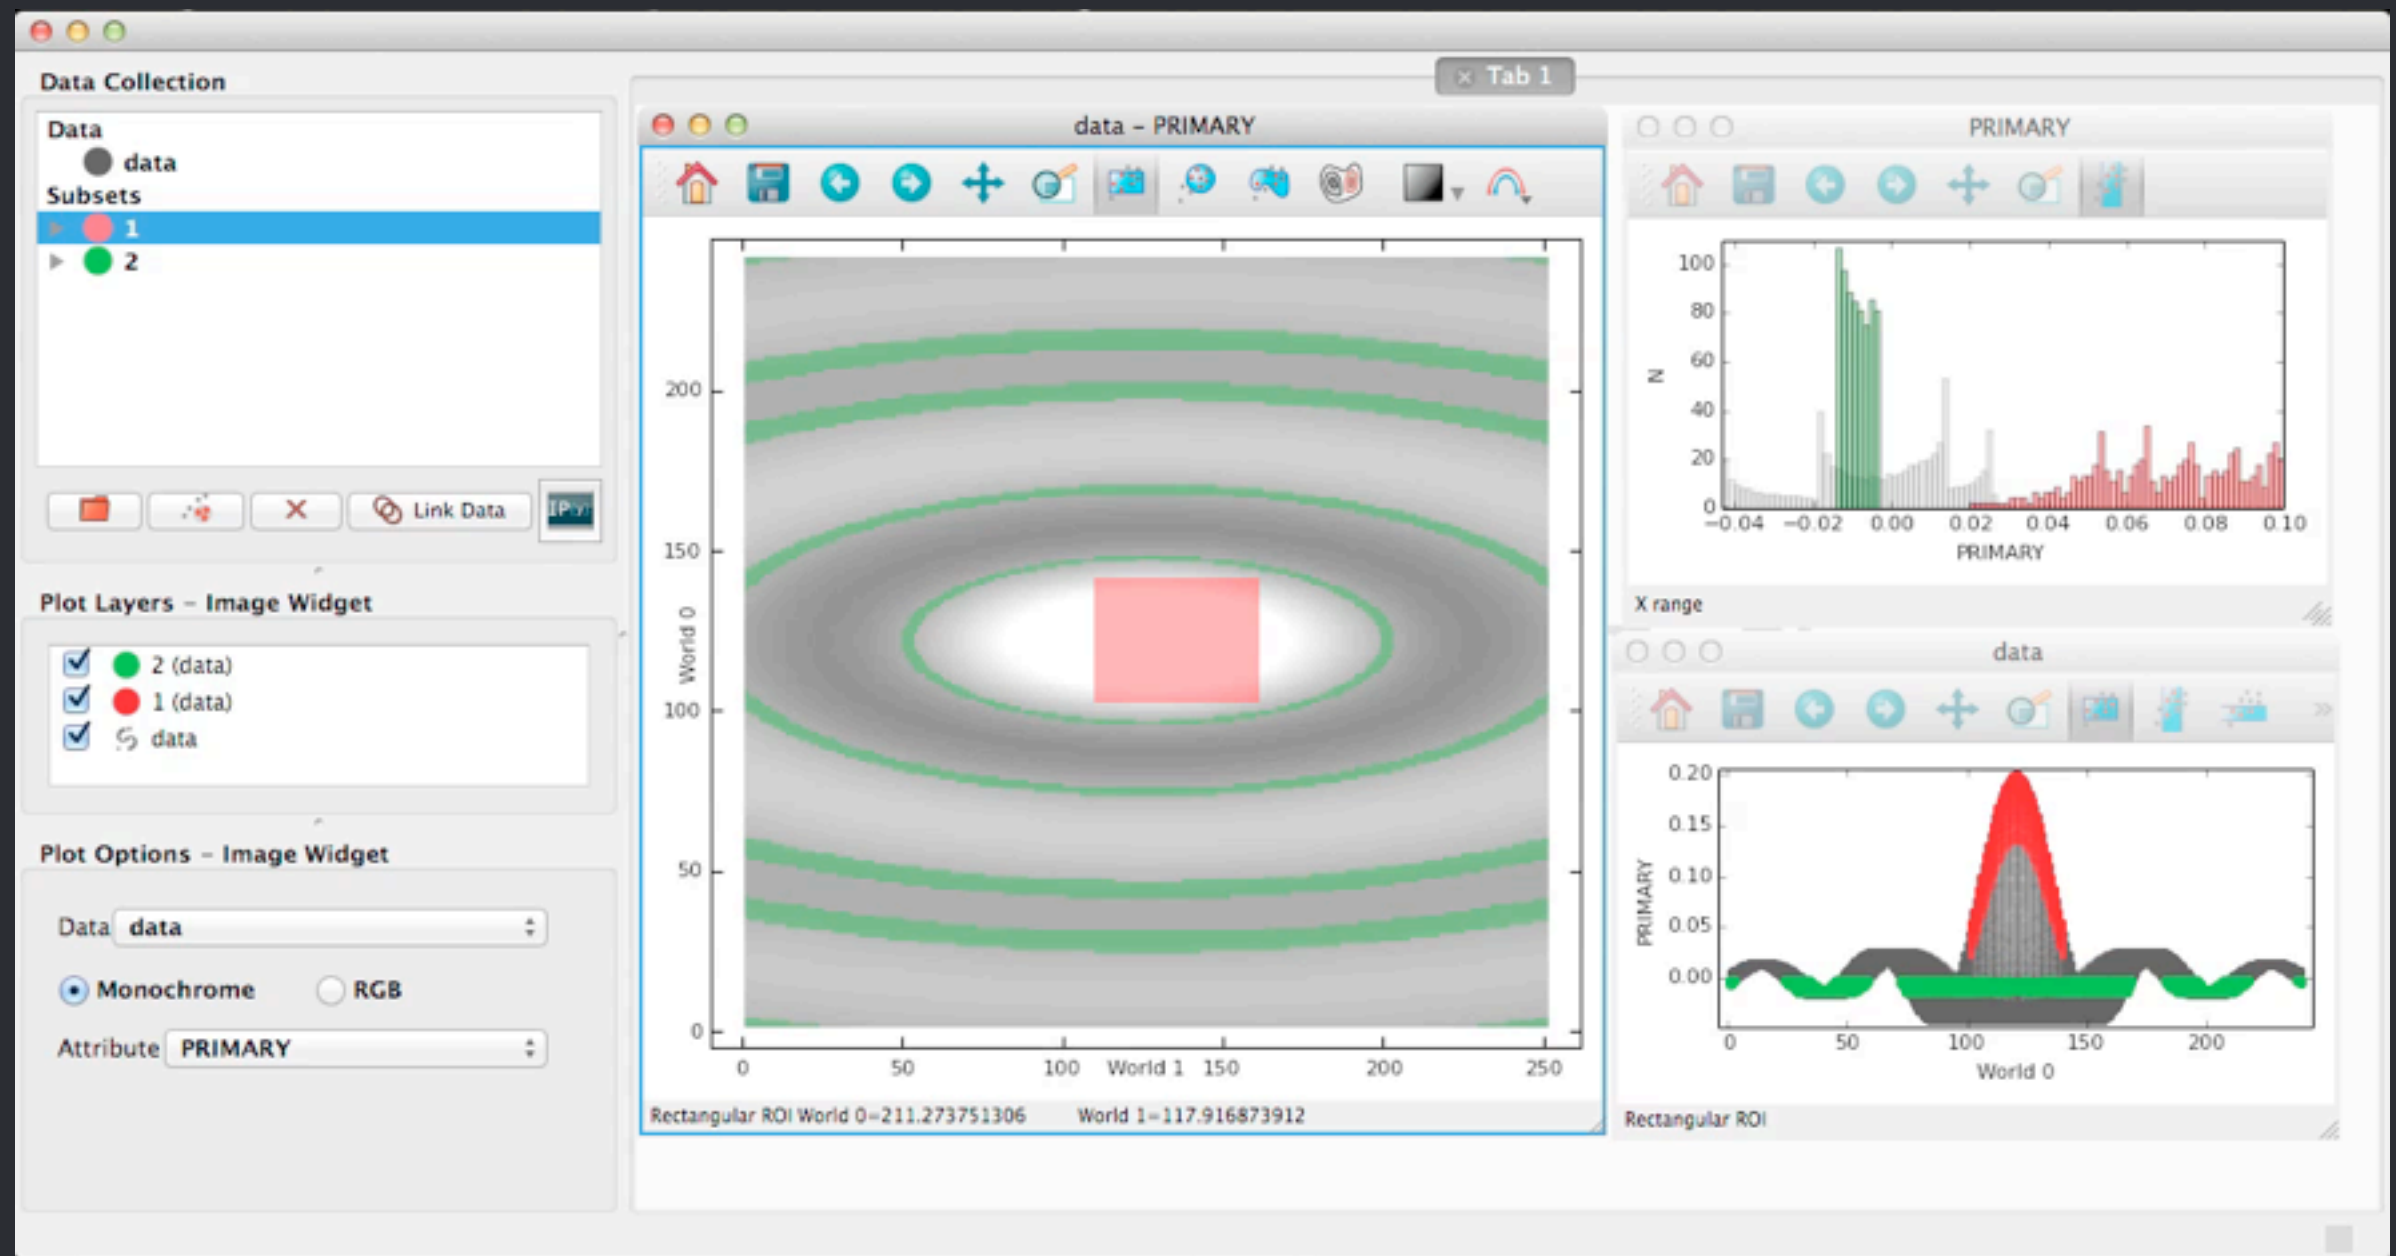 Data Collection
Data
data
Subsets
1
2
Link Data
Plot Layers – Image Widget
2 (data)
1 (data)
data
Plot Options – Image Widget
Data data
Monochrome RGB
Attribute PRIMARY
Tab 1
data – PRIMARY
200
150
100
50
0
World 0
0 50 100 World 1 150 200 250
Rectangular ROI World 0=211.273751306 World 1=117.916873912
PRIMARY
100
80
60
40
20
0
N
−0.04 −0.02 0.00 0.02 0.04 0.06 0.08 0.10
PRIMARY
X range
data
0.20
0.15
0.10
0.05
0.00
PRIMARY
0 50 100 150 200
World 0
Rectangular ROI